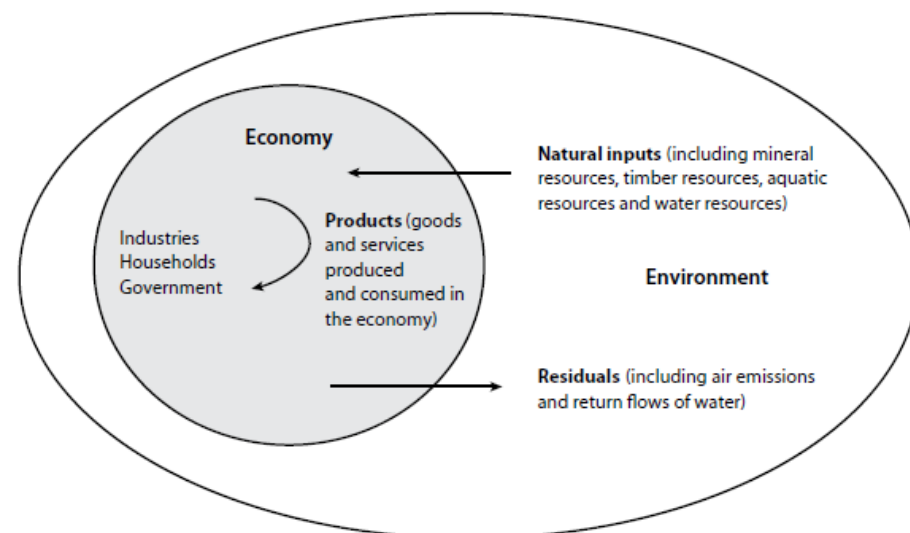 Economy
Natural inputs (including mineral
resources, timber resources, aquatic
resources and water resources)
Industries
Households
Government
Products (goods
and services
produced
and consumed in
the economy)
Environment
Residuals (including air emissions
and return flows of water)